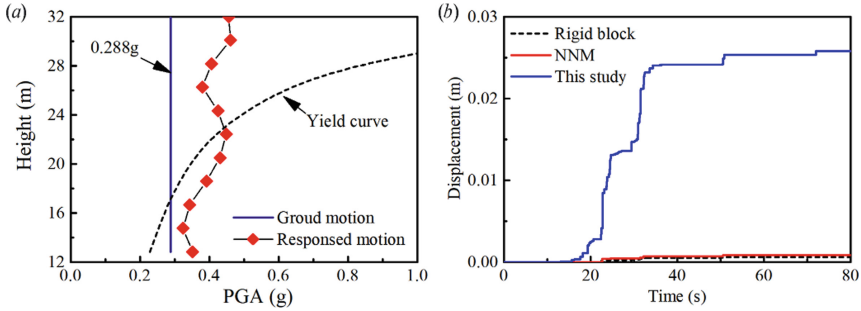 (a)
32
28
24
20
16
12
Height (m)
0.288g
Yield curve
Groud motion
Responsed motion
0.0
0.2
0.4
0.6
0.8
1.0
PGA (g)
(b)
0.03
0.02
0.01
0.00
Displacement (m)
Rigid block
NNM
This study
0
20
40
60
80
Time (s)